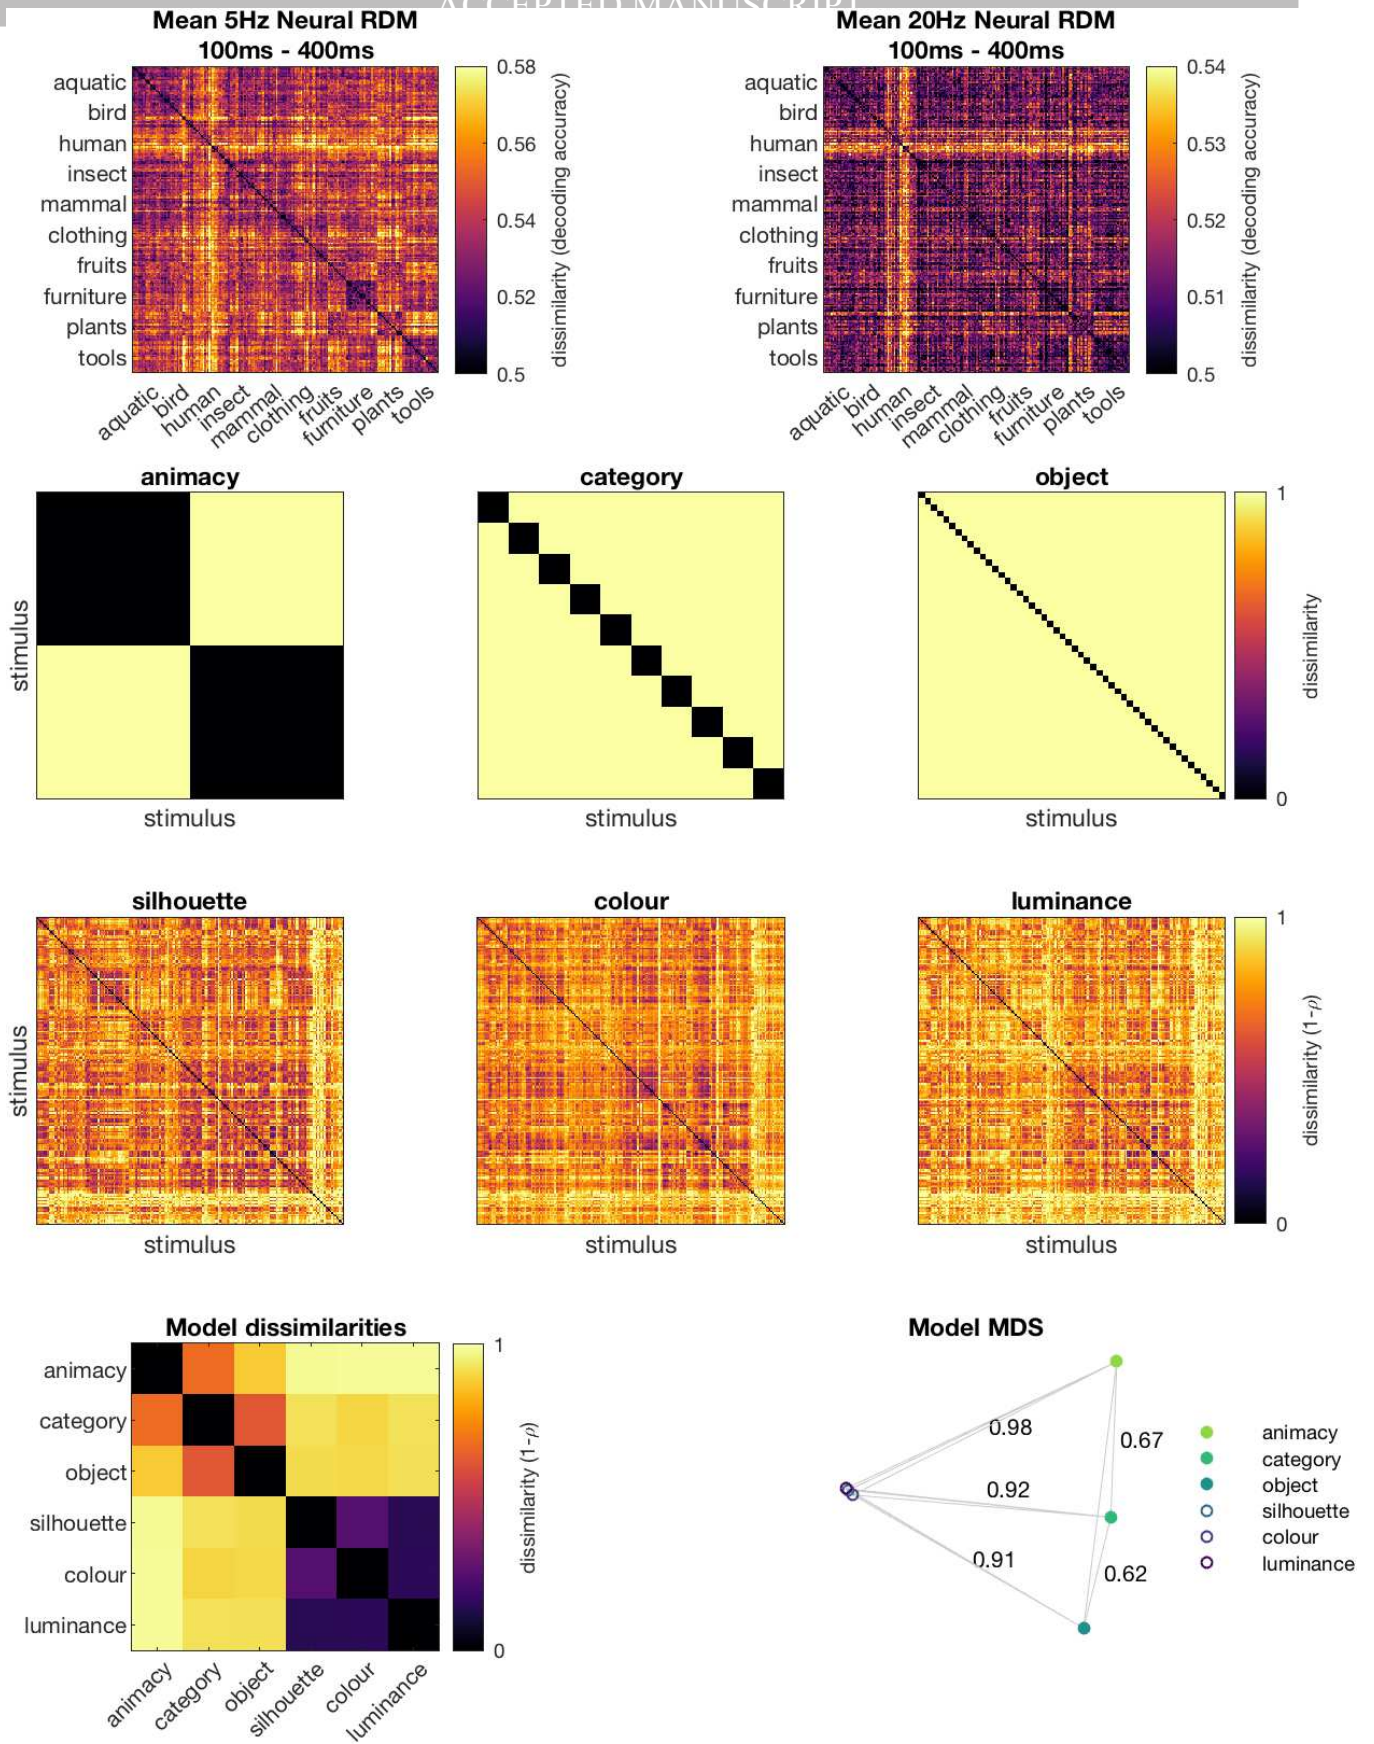 ACCEPTED MANUSCRIPT
Mean 5Hz Neural RDM
100ms - 400ms
aquatic
bird
human
insect
mammal
clothing
fruits
furniture
plants
tools
aquatic
bird
human
insect
mammal
clothing
fruits
furniture
plants
tools
0.58
0.56
0.54
0.52
0.5
dissimilarity (decoding accuracy)
Mean 20Hz Neural RDM
100ms - 400ms
aquatic
bird
human
insect
mammal
clothing
fruits
furniture
plants
tools
aquatic
bird
human
insect
mammal
clothing
fruits
furniture
plants
tools
0.54
0.53
0.52
0.51
0.5
dissimilarity (decoding accuracy)
animacy
stimulus
stimulus
category
stimulus
object
stimulus
1
0
dissimilarity
silhouette
stimulus
stimulus
colour
stimulus
luminance
stimulus
1
0
dissimilarity (1-ρ)
Model dissimilarities
animacy
category
object
silhouette
colour
luminance
animacy
category
object
silhouette
colour
luminance
1
0
dissimilarity (1-ρ)
Model MDS
0.98
0.67
0.92
0.91
0.62
animacy
category
object
silhouette
colour
luminance